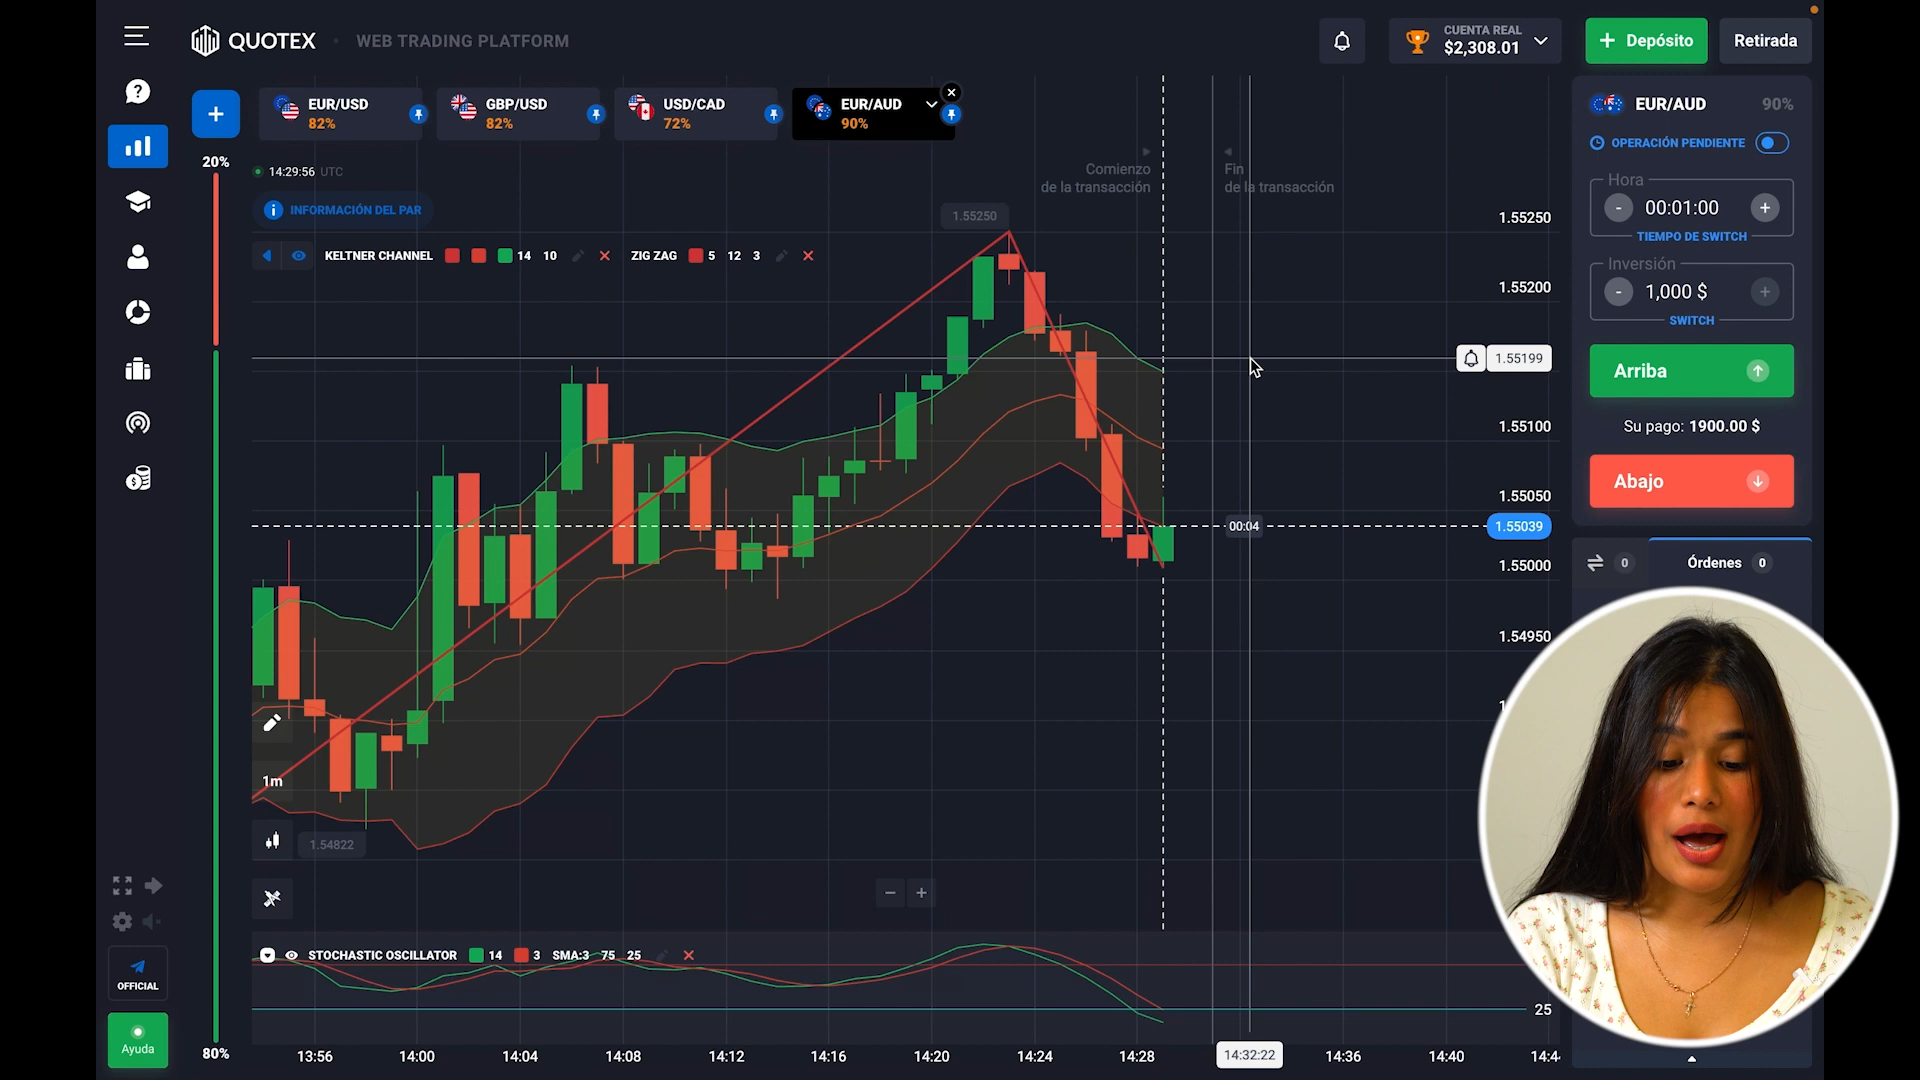 QUOTEX
WEB TRADING PLATFORM
CUENTA REAL
$2,308.01
+ Depósito
Retirada
EUR/USD
82%
GBP/USD
82%
USD/CAD
72%
EUR/AUD
90%
EUR/AUD 90%
OPERACIÓN PENDIENTE
Hora
- 00:01:00 +
TIEMPO DE SWITCH
Inversión
- 1,000 $ +
SWITCH
Arriba
Su pago: 1900.00 $
Abajo
0
Órdenes 0
20%
14:29:56 UTC
INFORMACIÓN DEL PAR
KELTNER CHANNEL 14 10 ZIG ZAG 5 12 3
Comienzo
de la transacción
Fin
de la transacción
1.55250
1.55250
1.55200
1.55199
1.55100
1.55050
00:04
1.55039
1.55000
1.54950
1m
1.54822
STOCHASTIC OSCILLATOR 14 3 SMA:3 75 25
25
OFFICIAL
Ayuda
80%
13:56 14:00 14:04 14:08 14:12 14:16 14:20 14:24 14:28 14:32:22 14:36 14:40